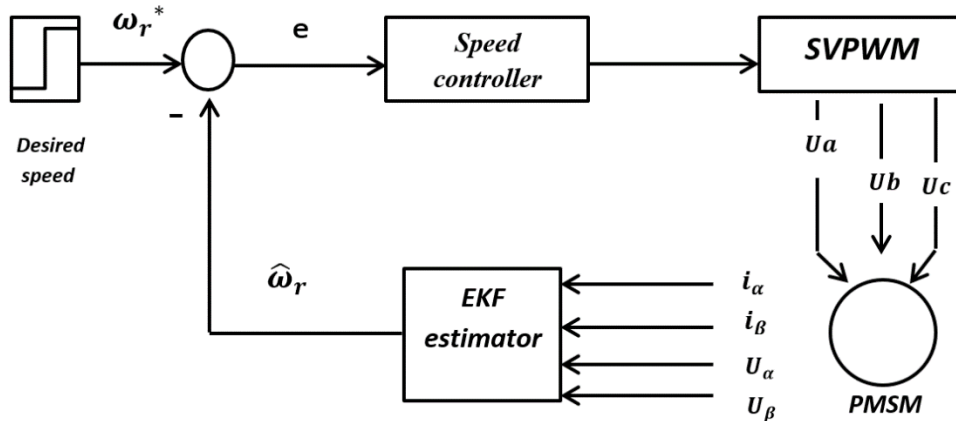 ωr*
e
Speed
controller
SVPWM
-
Desired
speed
Ua
Ub
Uc
ω̂r
EKF
estimator
iα
iβ
Uα
Uβ
PMSM